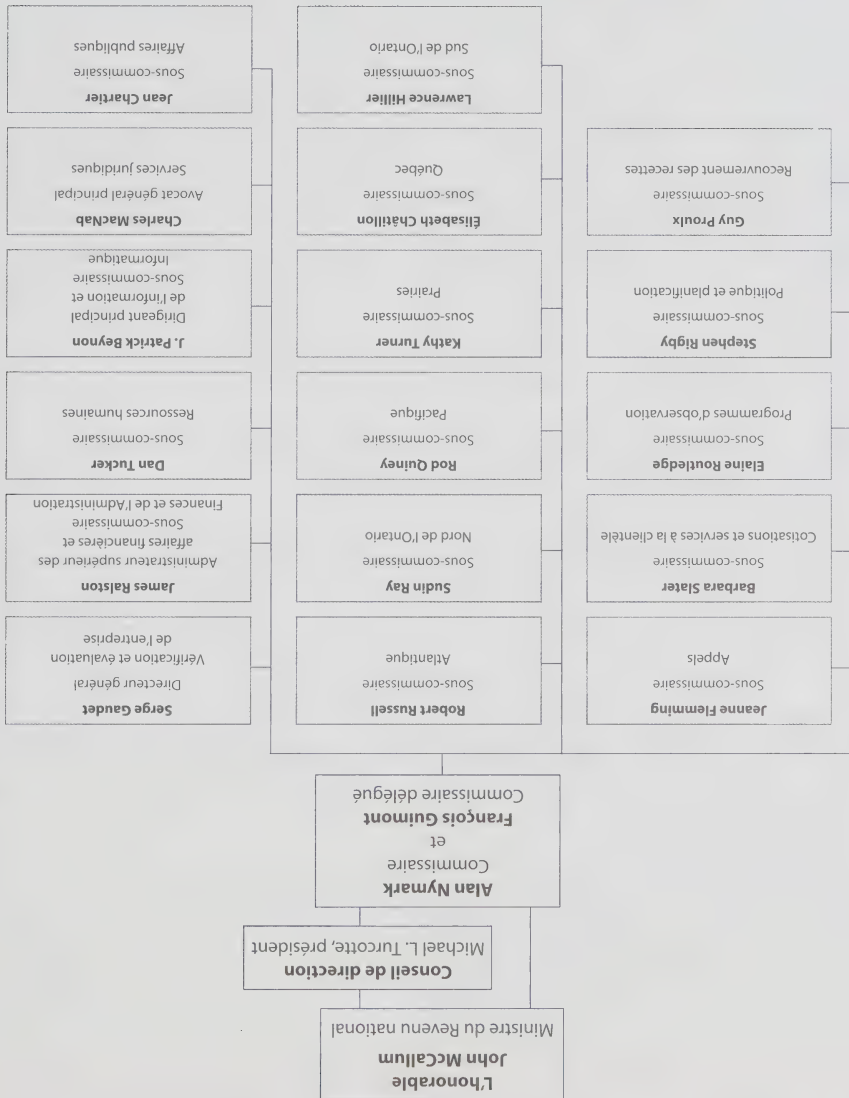 L'honorable
John McCallum
Ministre du Revenu national
Conseil de direction
Michael L. Turcotte, président
Alan Nymark
Commissaire
et
François Guimont
Commissaire délégué
Jeanne Flemming
Sous-commissaire
Appels
Barbara Slater
Sous-commissaire
Cotisations et services à la clientèle
Elaine Routledge
Sous-commissaire
Programmes d'observation
Stephen Rigby
Sous-commissaire
Politique et planification
Guy Proulx
Sous-commissaire
Recouvrement des recettes
Robert Russell
Sous-commissaire
Atlantique
Sudin Ray
Sous-commissaire
Nord de l'Ontario
Rod Quiney
Sous-commissaire
Pacifique
Kathy Turner
Sous-commissaire
Prairies
Élisabeth Châtillon
Sous-commissaire
Québec
Lawrence Hillier
Sous-commissaire
Sud de l'Ontario
Serge Gaudet
Directeur général
Vérification et évaluation
de l'entreprise
James Ralston
Administrateur supérieur des
affaires financières et
Sous-commissaire
Finances et de l'Administration
Dan Tucker
Sous-commissaire
Ressources humaines
J. Patrick Beynon
Dirigeant principal
de l'information et
Sous-commissaire
Informatique
Charles MacNab
Avocat général principal
Services juridiques
Jean Chartier
Sous-commissaire
Affaires publiques